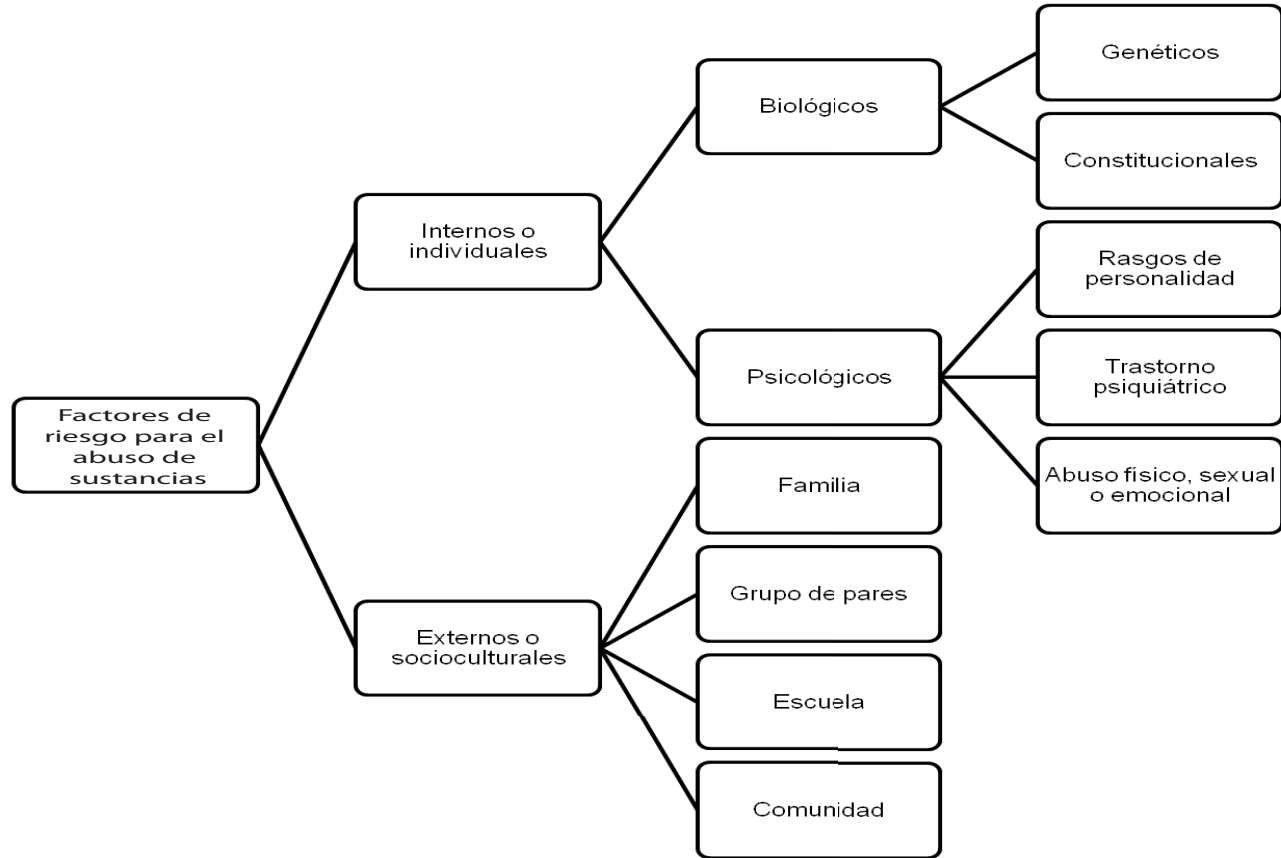 Factores de
riesgo para el
abuso de
sustancias
Internos o
individuales
Biológicos
Genéticos
Constitucionales
Psicológicos
Rasgos de
personalidad
Trastorno
psiquiátrico
Abuso físico, sexual
o emocional
Externos o
socioculturales
Familia
Grupo de pares
Escuela
Comunidad